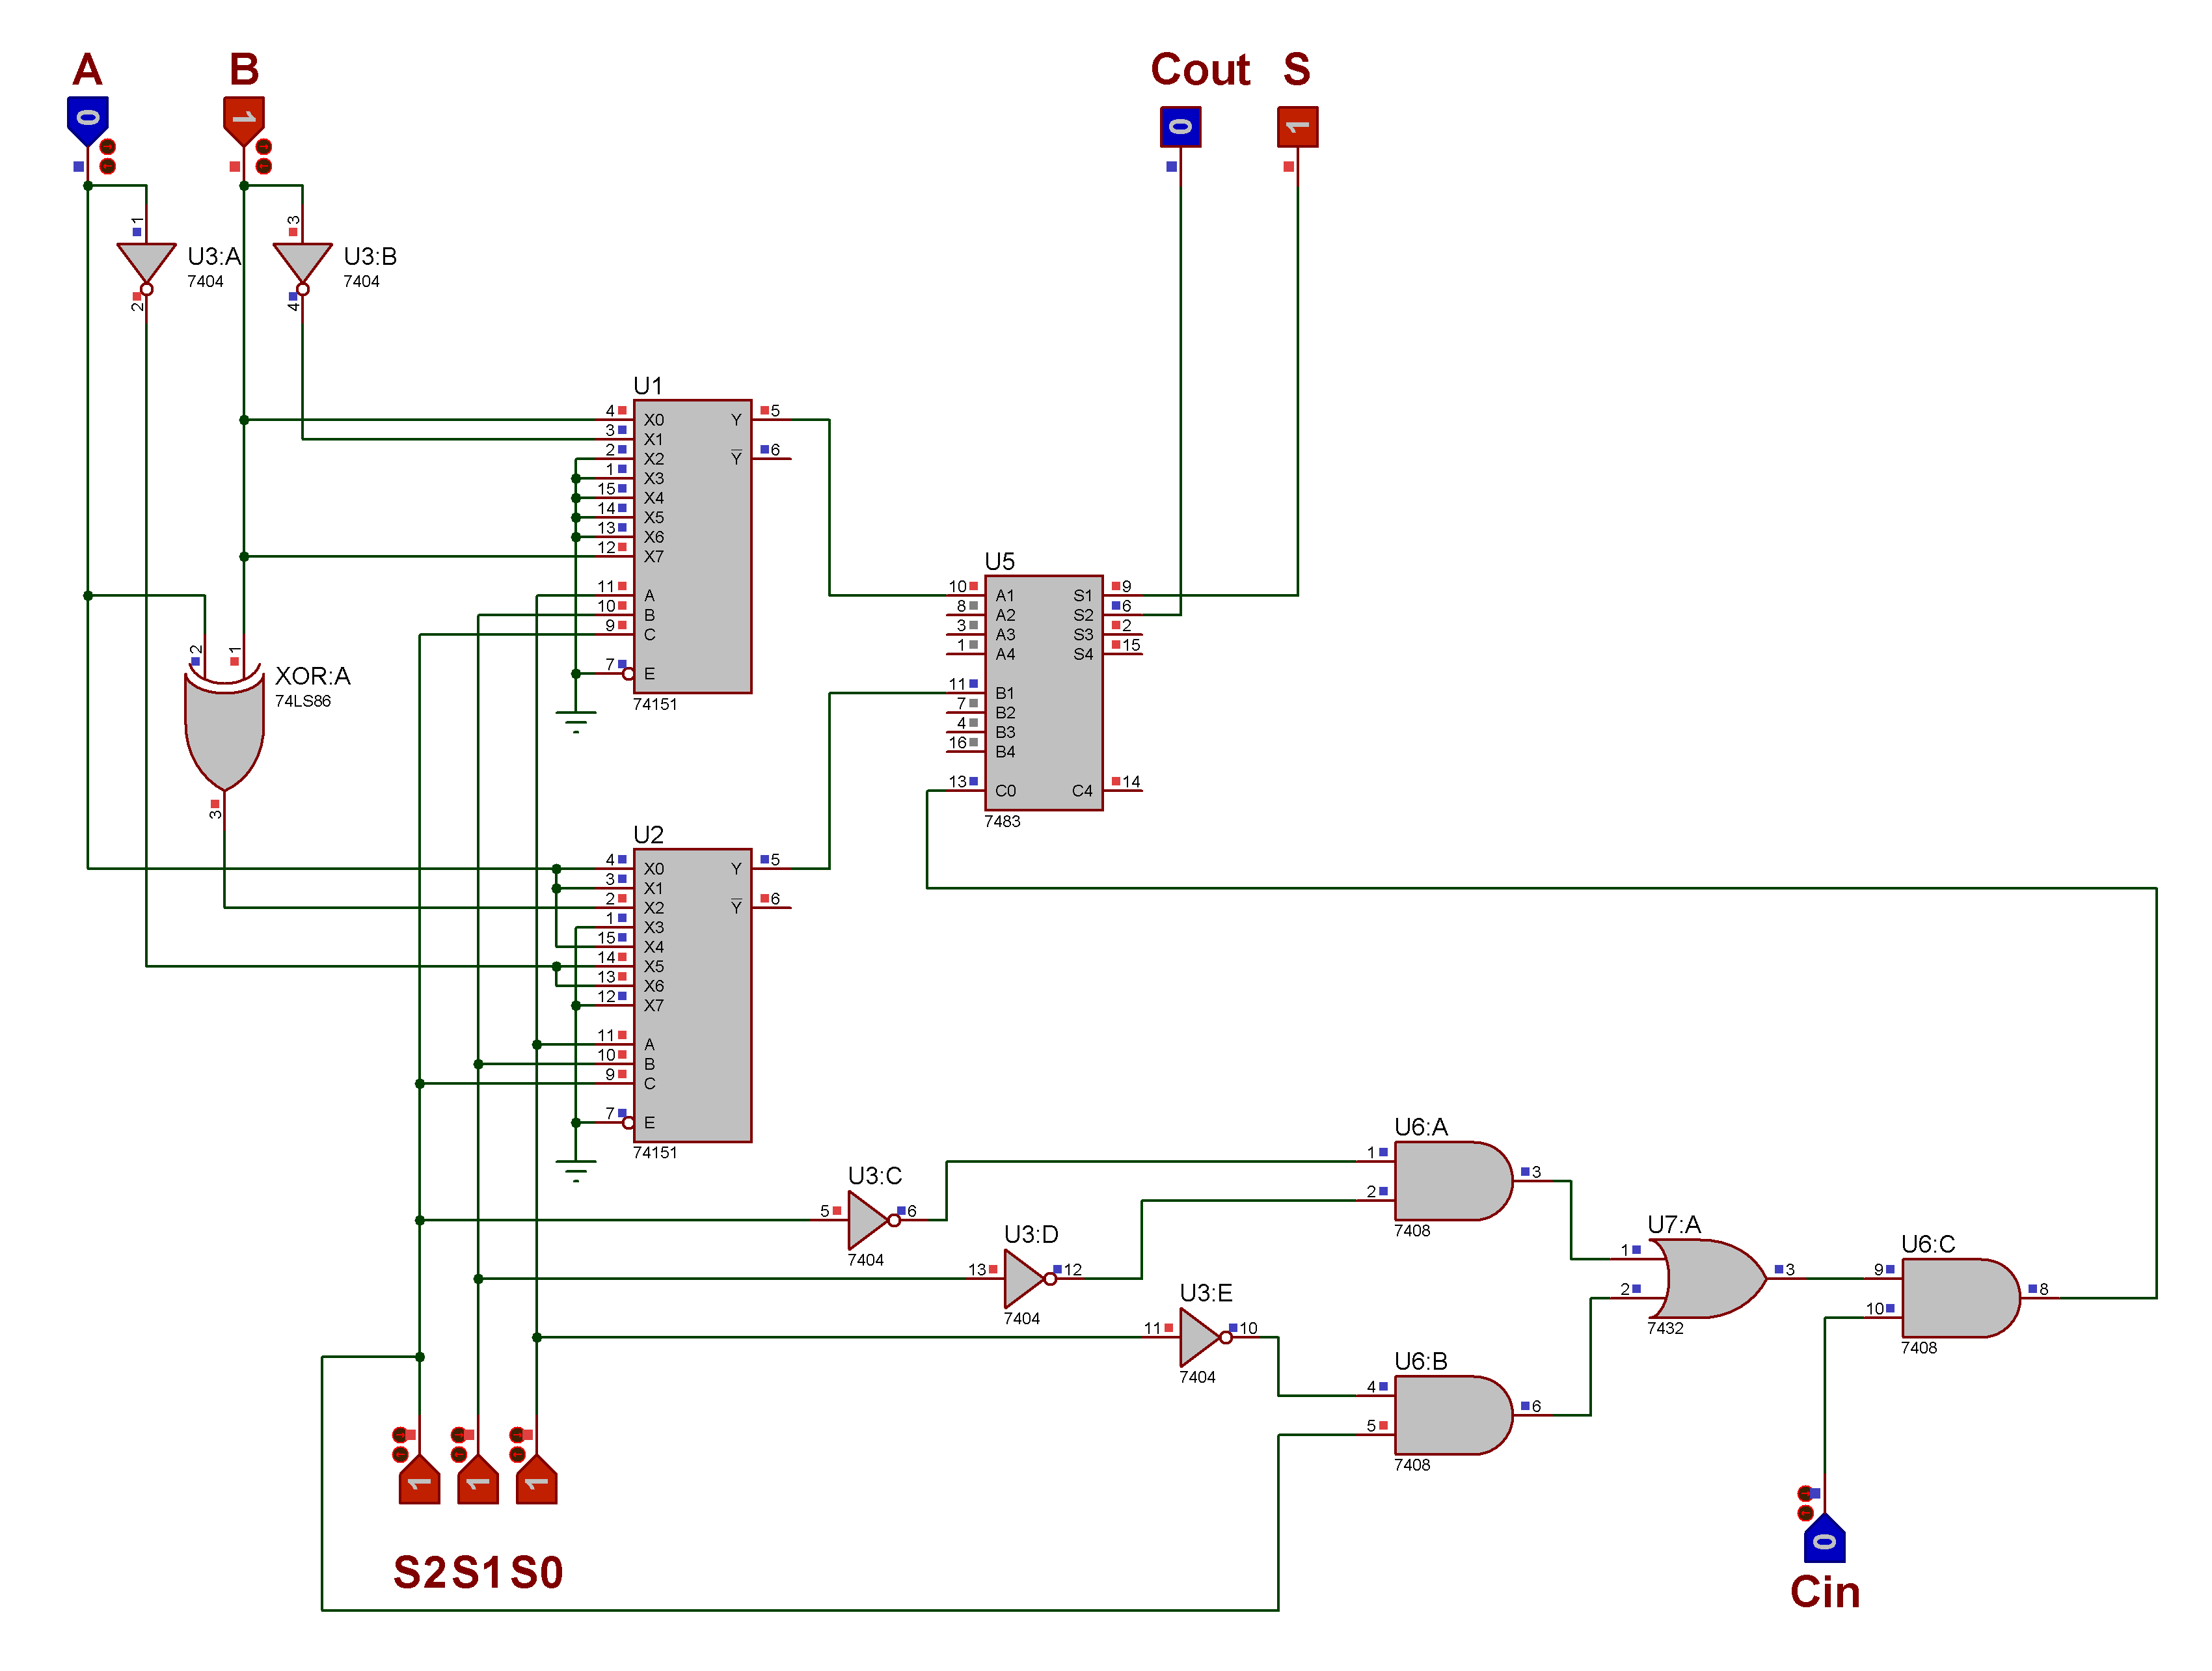 A B Cout S
0 1 0 1
1 3
U3:A U3:B
7404 7404
2 4
U1
4 X0 Y 5
3 X1
2 X2 Y 6
1 X3
15 X4
14 X5
13 X6
12 X7
11 A
10 B
9 C
7 E
74151
U5
10 A1 S1 9
8 A2 S2 6
3 A3 S3 2
1 A4 S4 15
11 B1
7 B2
4 B3
16 B4
13 C0 C4 14
7483
2 1
XOR:A
74LS86
3
U2
4 X0 Y 5
3 X1
2 X2 Y 6
1 X3
15 X4
14 X5
13 X6
12 X7
11 A
10 B
9 C
7 E
74151
U3:C
5 6
7404
U3:D
13 12
7404
U3:E
11 10
7404
U6:A
1 3
2
7408
U6:B
4 6
5
7408
U7:A
1 3
2
7432
U6:C
9 8
10
7408
1 1 1
S2 S1 S0
0
Cin